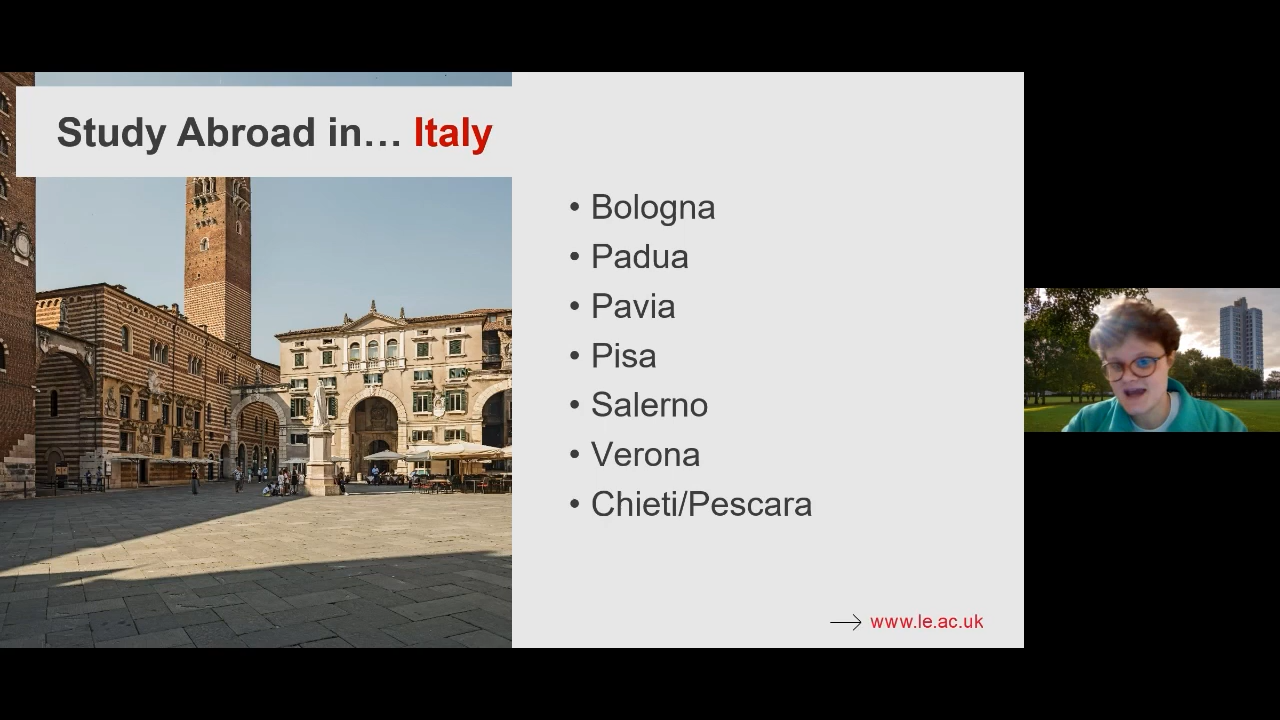 Study Abroad in… Italy
• Bologna
• Padua
• Pavia
• Pisa
• Salerno
• Verona
• Chieti/Pescara
www.le.ac.uk